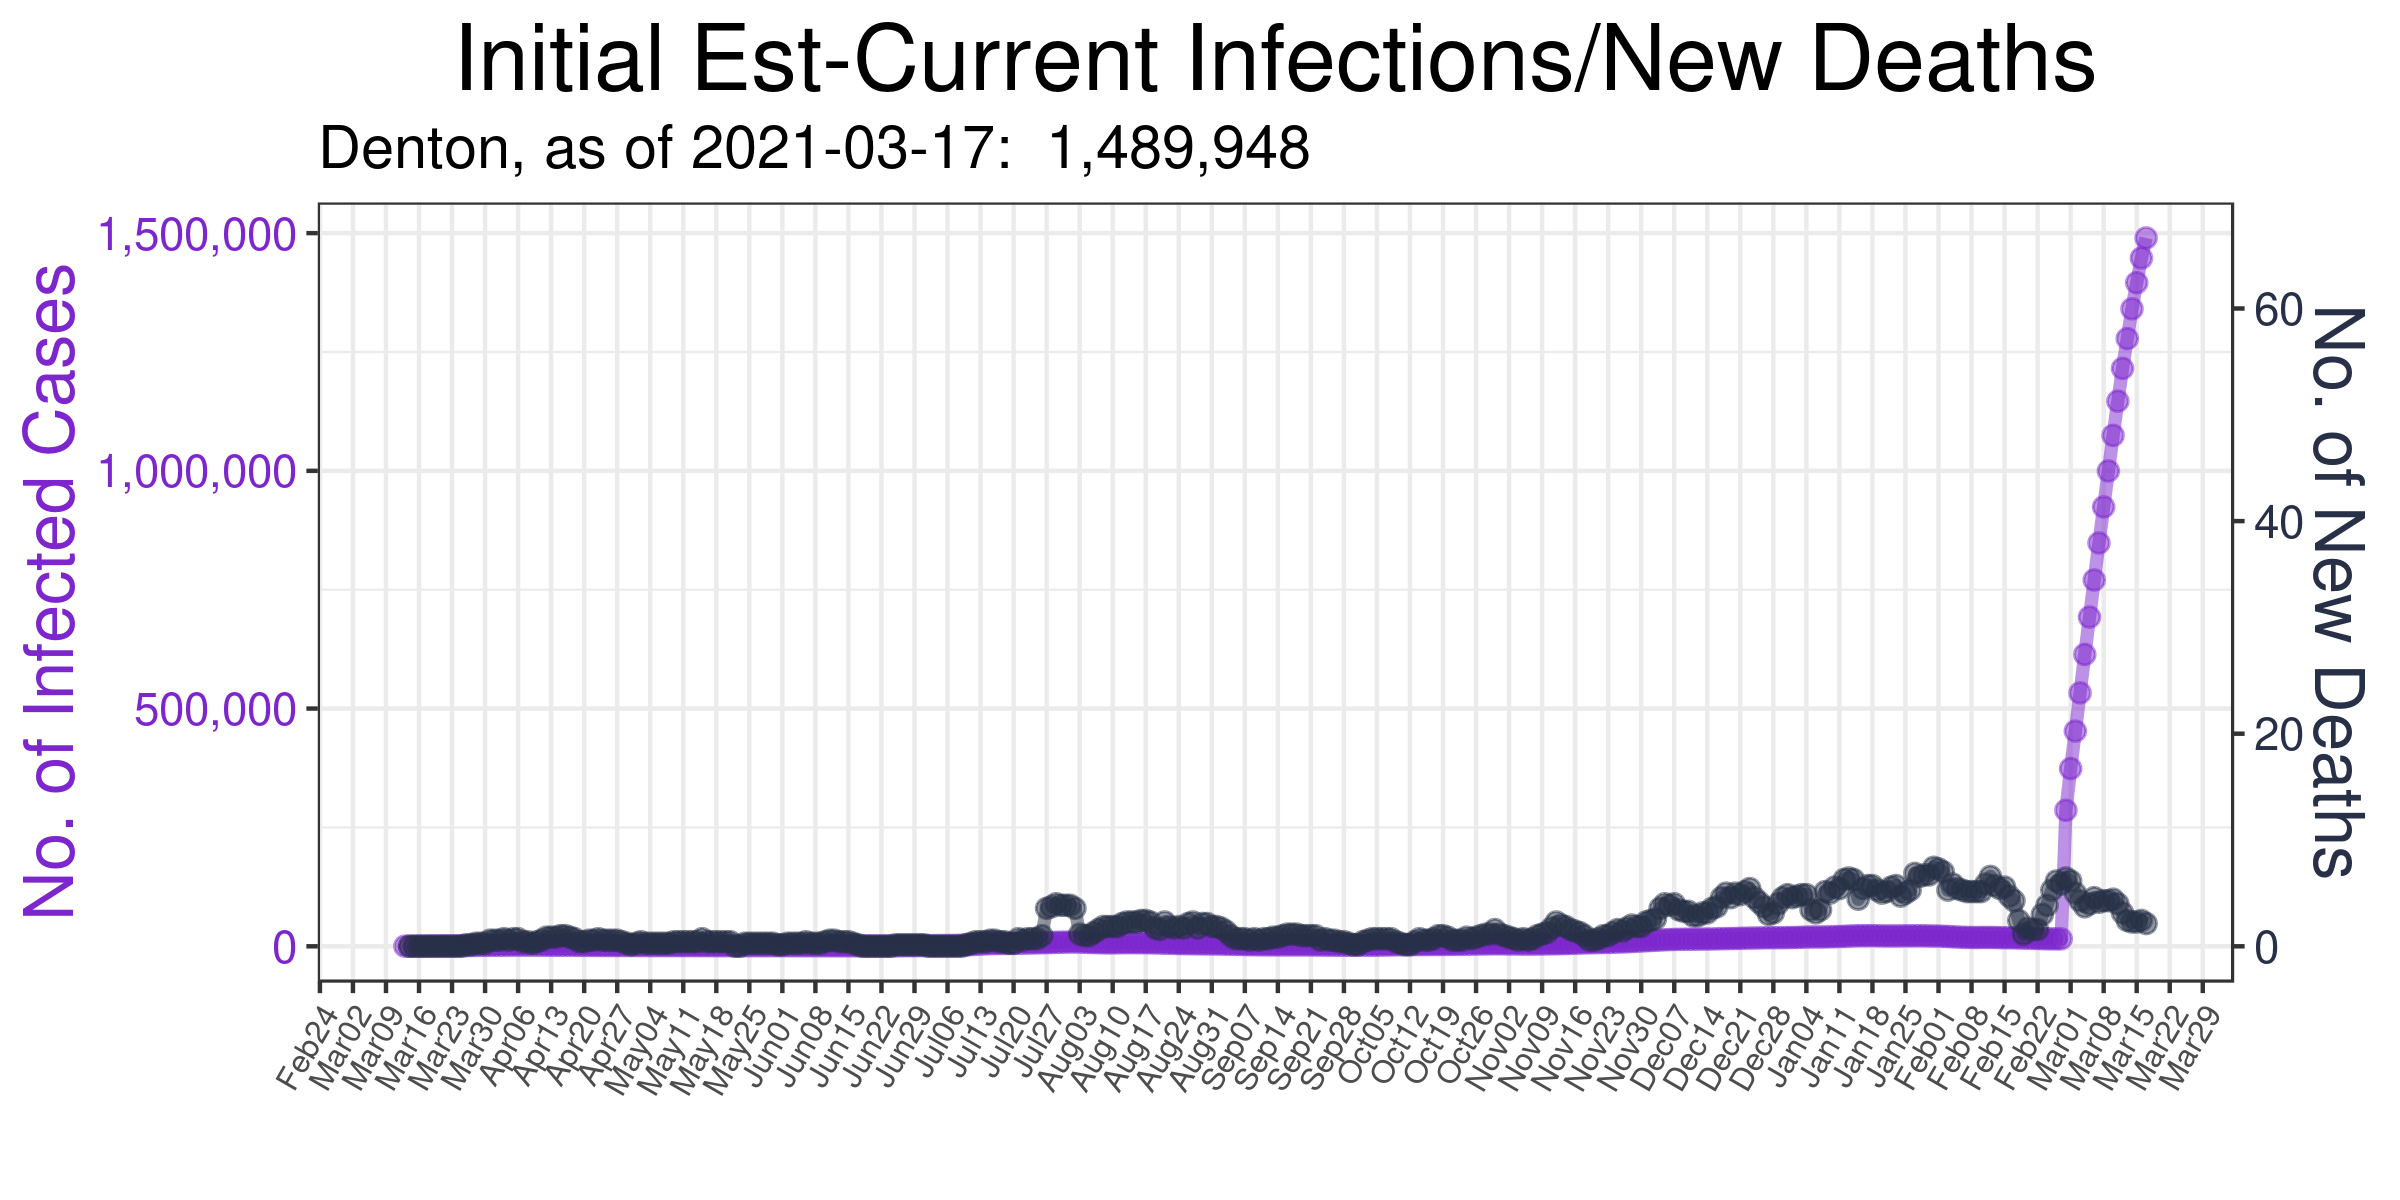 Initial Est-Current Infections/New Deaths
Denton, as of 2021-03-17:  1,489,948
No. of Infected Cases
1,500,000
1,000,000
500,000
0
60
40
20
0
No. of New Deaths
Feb24
Mar02
Mar09
Mar16
Mar23
Mar30
Apr06
Apr13
Apr20
Apr27
May04
May11
May18
May25
Jun01
Jun08
Jun15
Jun22
Jun29
Jul06
Jul13
Jul20
Jul27
Aug03
Aug10
Aug17
Aug24
Aug31
Sep07
Sep14
Sep21
Sep28
Oct05
Oct12
Oct19
Oct26
Nov02
Nov09
Nov16
Nov23
Nov30
Dec07
Dec14
Dec21
Dec28
Jan04
Jan11
Jan18
Jan25
Feb01
Feb08
Feb15
Feb22
Mar01
Mar08
Mar15
Mar22
Mar29